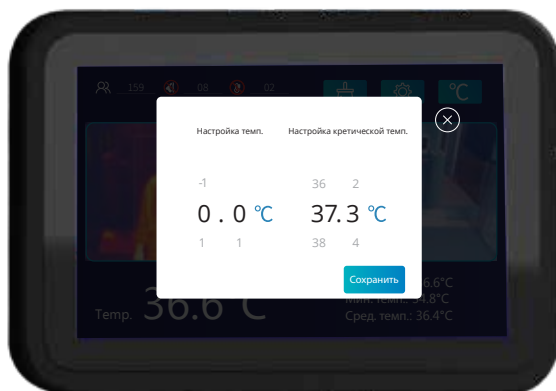 159 08 02 °C
Настройка темп. Настройка кретической темп.
-1 36 2
0 . 0 °C 37. 3 °C
1 1 38 4
Сохранить
6.6°C
Мин. темп.: 34.8°C
Temp. 36.6°C
Сред. темп.: 36.4°C